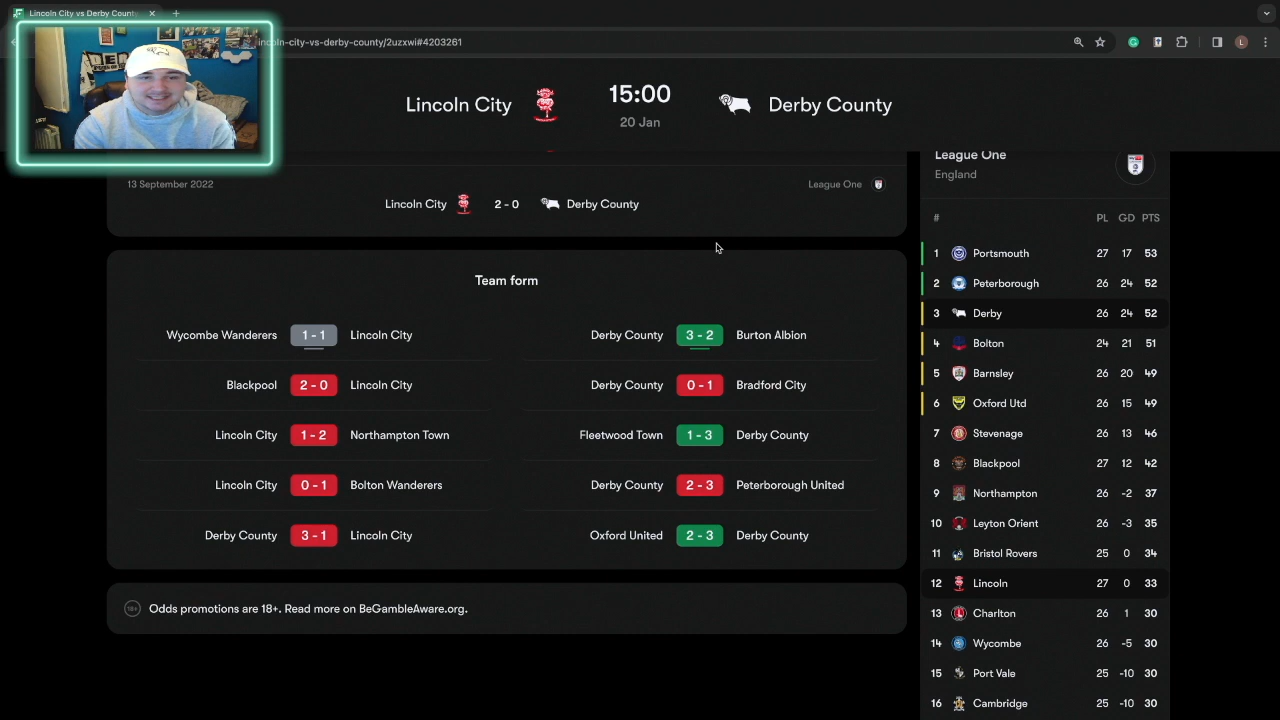 Lincoln City vs Derby Count
incoln-city-vs-derby-county/2uzxwi#4203261
L
DER
Lincoln City 15:00 Derby County
20 Jan
13 September 2022 League One
Lincoln City 2 - 0 Derby County
Team form
Wycombe Wanderers 1 - 1 Lincoln City
Derby County 3 - 2 Burton Albion
Blackpool 2 - 0 Lincoln City
Derby County 0 - 1 Bradford City
Lincoln City 1 - 2 Northampton Town
Fleetwood Town 1 - 3 Derby County
Lincoln City 0 - 1 Bolton Wanderers
Derby County 2 - 3 Peterborough United
Derby County 3 - 1 Lincoln City
Oxford United 2 - 3 Derby County
18+ Odds promotions are 18+. Read more on BeGambleAware.org.
League One
England
# PL GD PTS
1 Portsmouth 27 17 53
2 Peterborough 26 24 52
3 Derby 26 24 52
4 Bolton 24 21 51
5 Barnsley 26 20 49
6 Oxford Utd 26 15 49
7 Stevenage 26 13 46
8 Blackpool 27 12 42
9 Northampton 26 -2 37
10 Leyton Orient 26 -3 35
11 Bristol Rovers 25 0 34
12 Lincoln 27 0 33
13 Charlton 26 1 30
14 Wycombe 26 -5 30
15 Port Vale 25 -10 30
16 Cambridge 25 -10 30